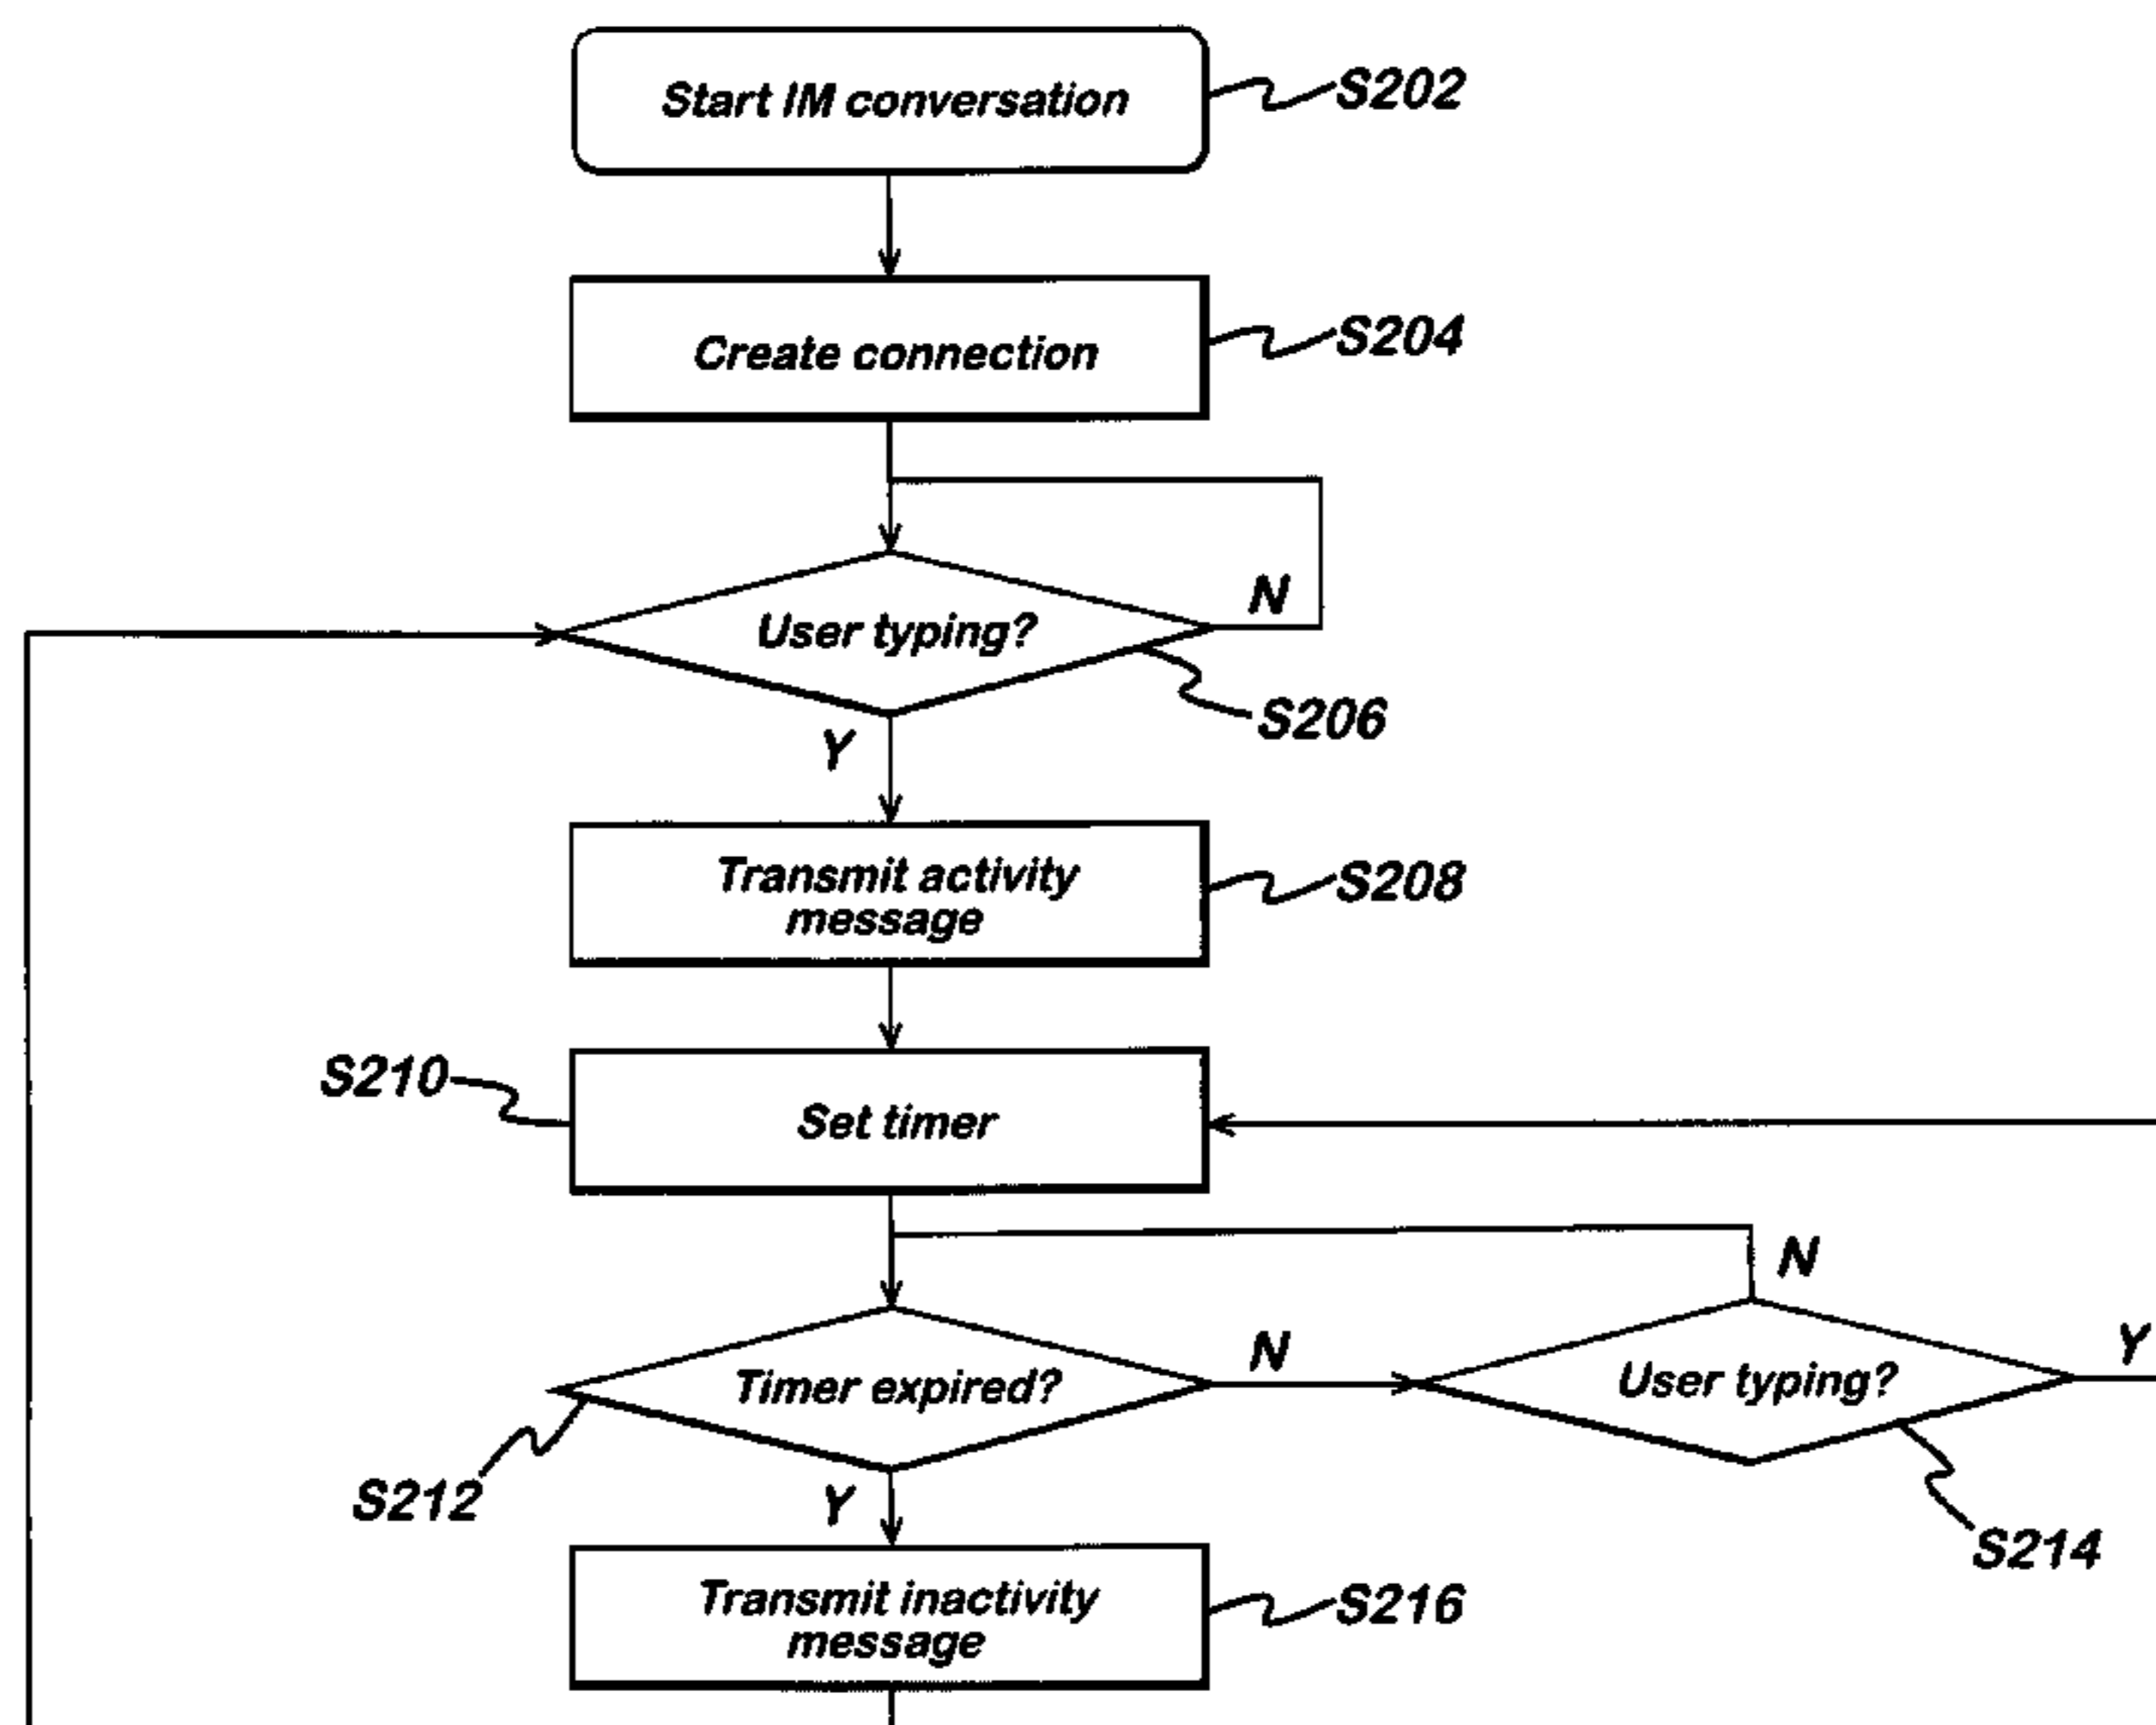 Start IM conversation
S202
Create connection
S204
N
User typing?
S206
Y
Transmit activity
message
S208
S210
Set timer
N
Timer expired?
N
User typing?
Y
S212
Y
S214
Transmit inactivity
message
S216